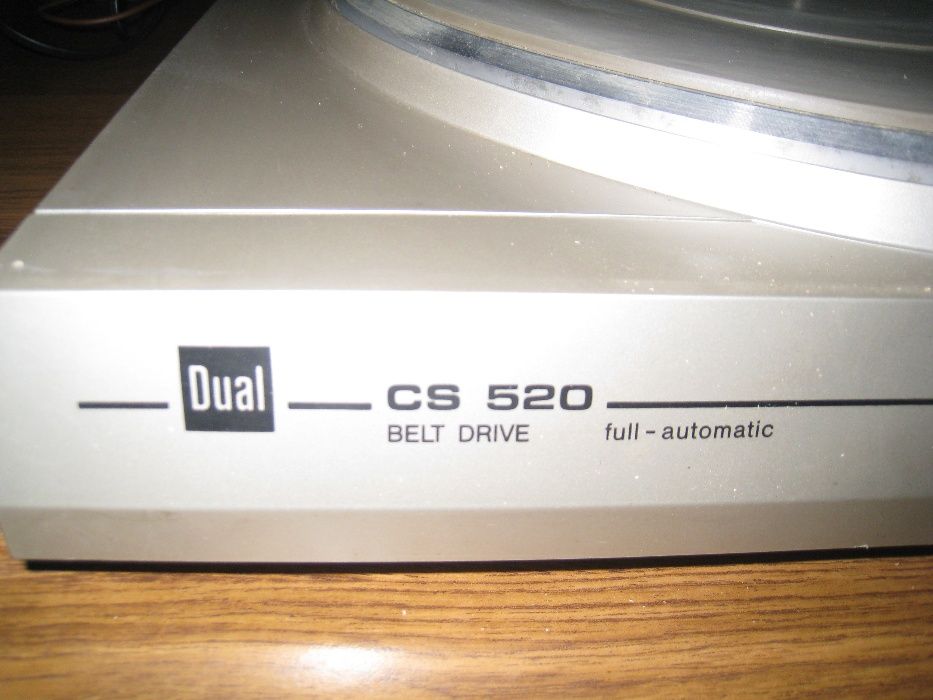 Dual CS 520
BELT DRIVE full-automatic